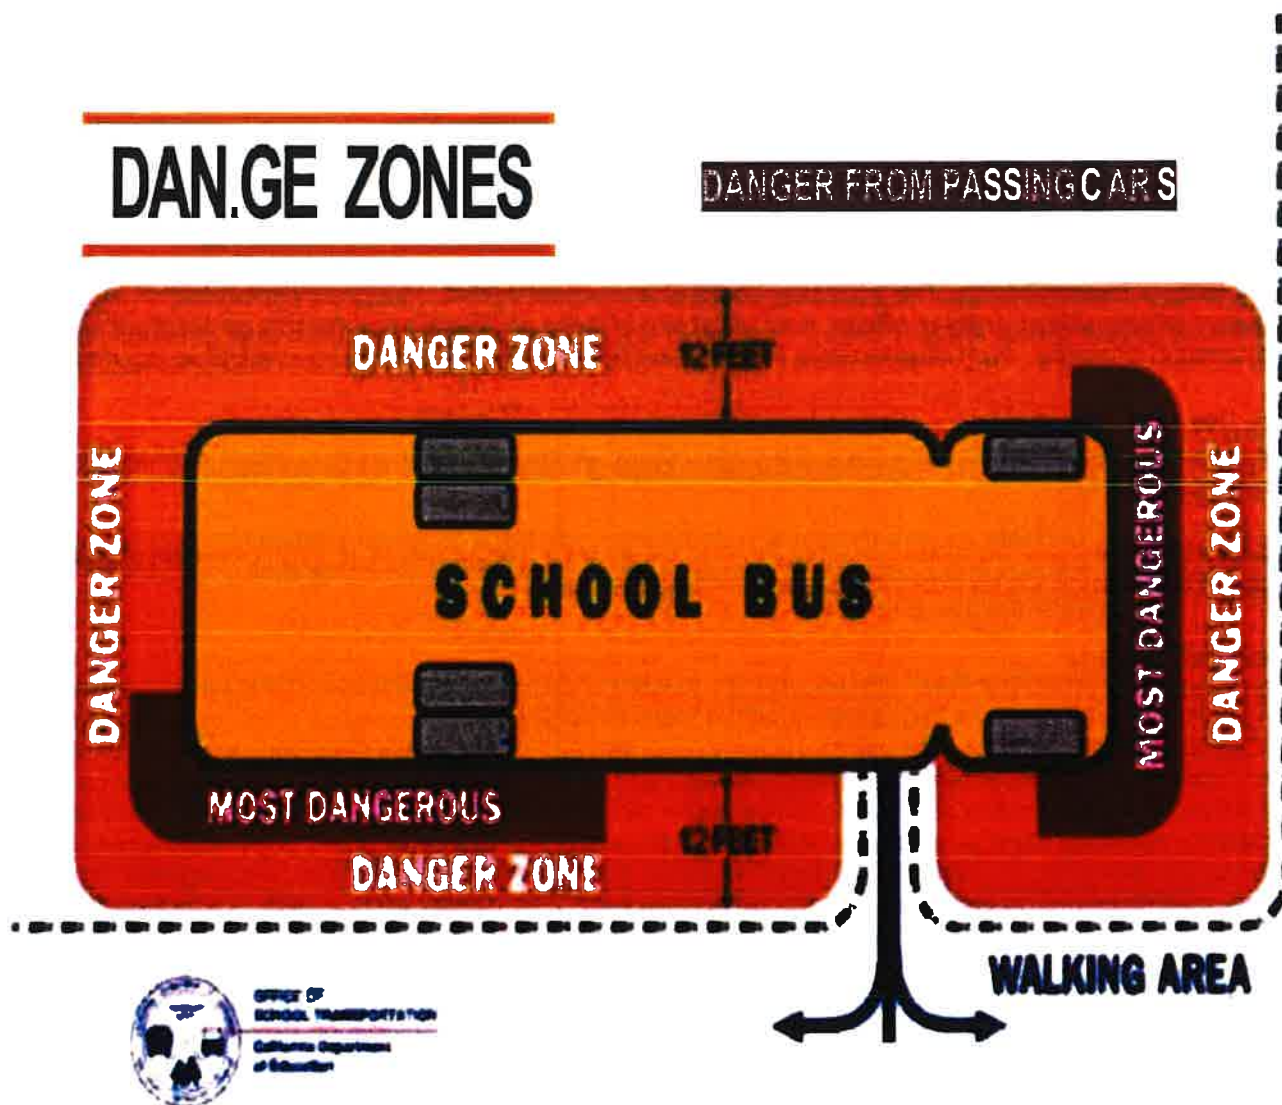 DAN.GE ZONES
DANGER FROM PASSING CARS
DANGER ZONE
12 FEET
DANGER ZONE
MOST DANGEROUS
DANGER ZONE
SCHOOL BUS
MOST DANGEROUS
12 FEET
DANGER ZONE
WALKING AREA
OFFICE OF
SCHOOL TRANSPORTATION
California Department
of Education